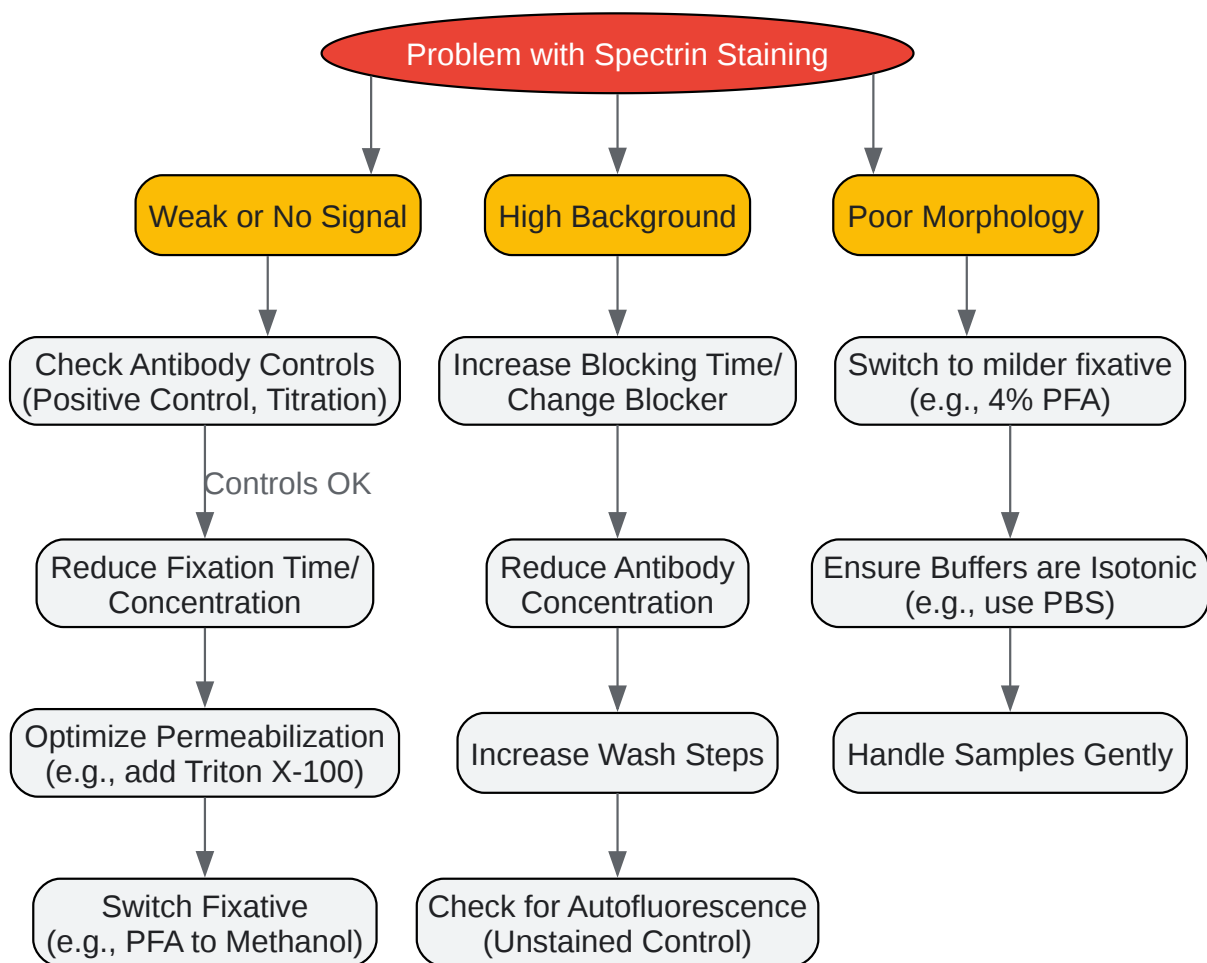 Problem with Spectrin Staining
Weak or No Signal
High Background
Poor Morphology
Check Antibody Controls
(Positive Control, Titration)
Increase Blocking Time/
Change Blocker
Switch to milder fixative
(e.g., 4% PFA)
Controls OK
Reduce Fixation Time/
Concentration
Reduce Antibody
Concentration
Ensure Buffers are Isotonic
(e.g., use PBS)
Optimize Permeabilization
(e.g., add Triton X-100)
Increase Wash Steps
Handle Samples Gently
Switch Fixative
(e.g., PFA to Methanol)
Check for Autofluorescence
(Unstained Control)